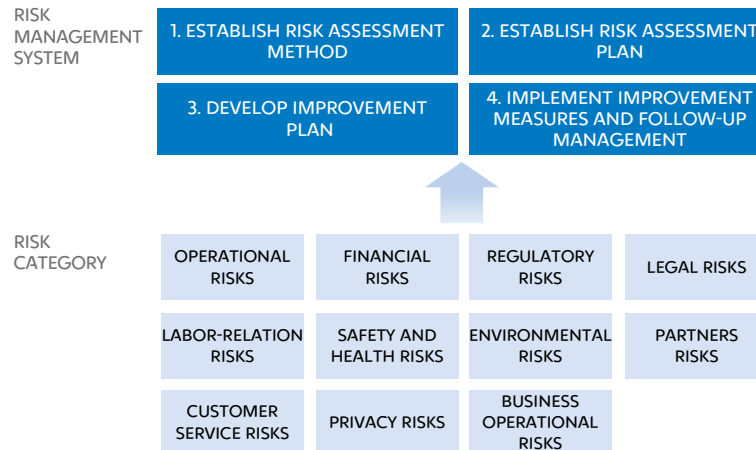 RISK
MANAGEMENT
SYSTEM
1. ESTABLISH RISK ASSESSMENT
METHOD
2. ESTABLISH RISK ASSESSMENT
PLAN
3. DEVELOP IMPROVEMENT
PLAN
4. IMPLEMENT IMPROVEMENT
MEASURES AND FOLLOW-UP
MANAGEMENT
RISK
CATEGORY
OPERATIONAL
RISKS
FINANCIAL
RISKS
REGULATORY
RISKS
LEGAL RISKS
LABOR-RELATION
RISKS
SAFETY AND
HEALTH RISKS
ENVIRONMENTAL
RISKS
PARTNERS
RISKS
CUSTOMER
SERVICE RISKS
PRIVACY RISKS
BUSINESS
OPERATIONAL
RISKS